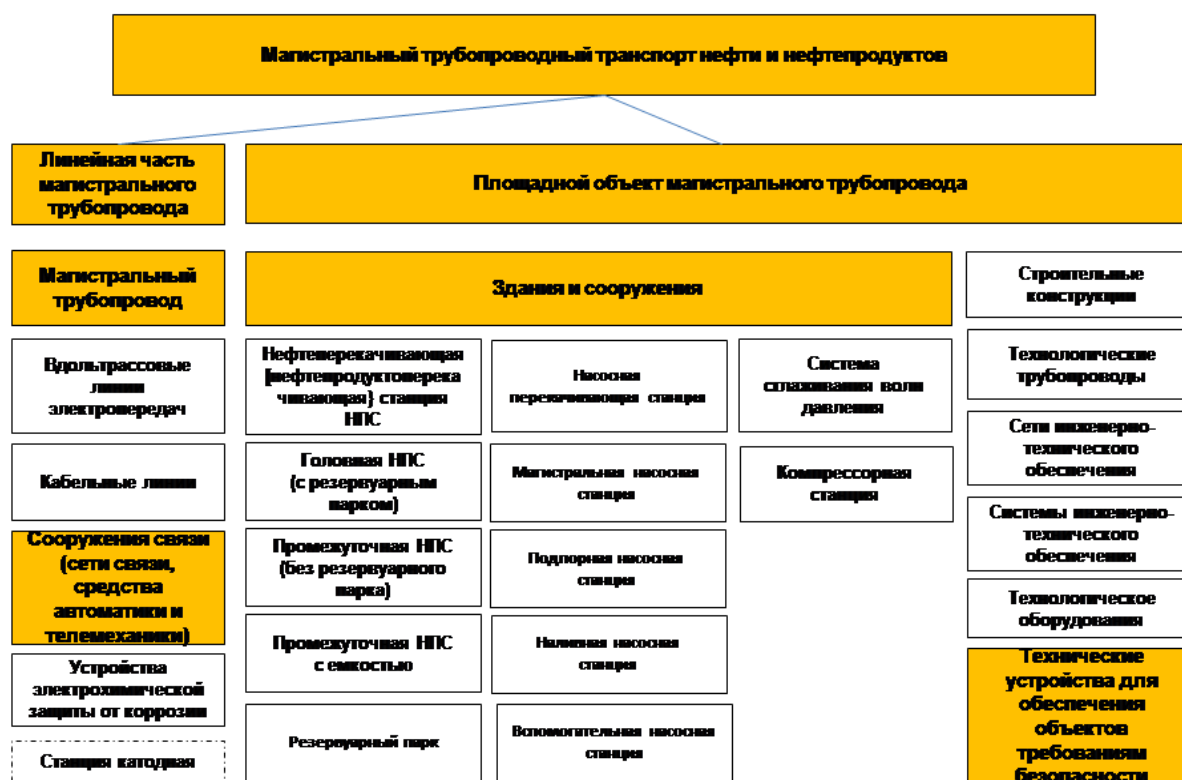 Магистральный трубопроводный транспорт нефти и нефтепродуктов
Линейная часть
магистрального
трубопровода
Площадной объект магистрального трубопровода
Магистральный
трубопровод
Здания и сооружения
Строительные
конструкции
Вдольтрассовые
линии
электропередач
Нефтеперекачивающая
[нефтепродуктоперека
чивающая} станция
НПС
Насосная
перекачивающая станция
Система
сглаживания волн
давления
Технологические
трубопроводы
Кабельные линии
Головная НПС
(с резервуарным
парком)
Магистральная насосная
станция
Компрессорная
станция
Сети инженерно-
технического
обеспечения
Сооружения связи
(сети связи,
средства
автоматики и
телемеханики)
Промежуточная НПС
(без резервуарного
парка)
Подпорная насосная
станция
Системы инженерно-
технического
обеспечения
Технологическое
оборудования
Устройства
электрохимической
защиты от коррозии
Промежуточная НПС
с емкостью
Наливная насосная
станция
Технические
устройства для
обеспечения
объектов
требованиям
безопасности
Станция катодная
Резервуарный парк
Вспомогательная насосная
станция